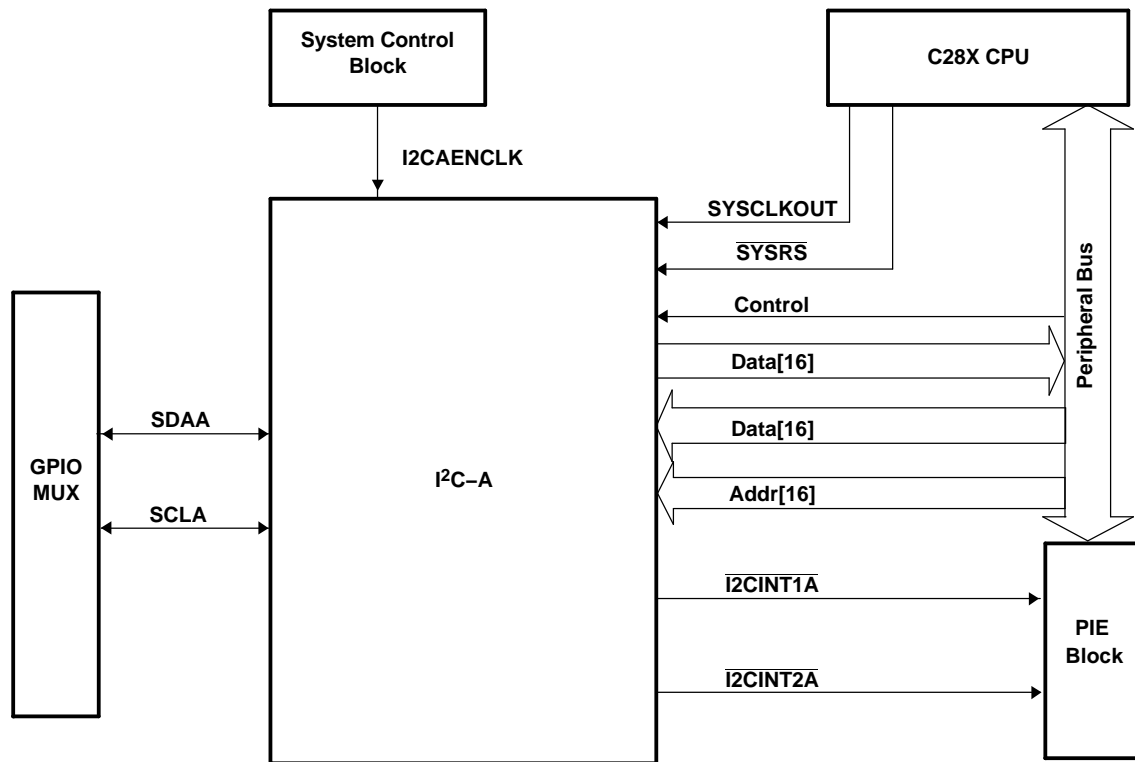 System Control
Block
C28X CPU
I2CAENCLK
SYSCLKOUT
SYSRS
Control
Data[16]
Data[16]
Addr[16]
Peripheral Bus
SDAA
SCLA
GPIO
MUX
I²C–A
I2CINT1A
I2CINT2A
PIE
Block